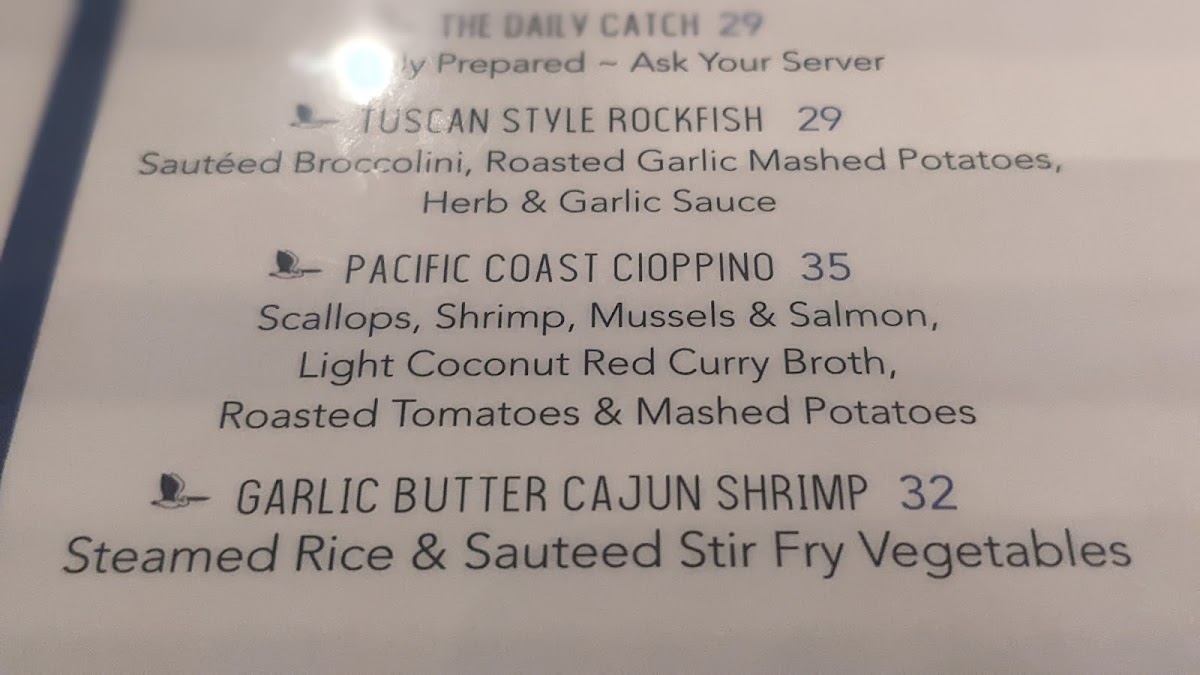 THE DAILY CATCH 29
Prepared ~ Ask Your Server
TUSCAN STYLE ROCKFISH 29
Sautéed Broccolini, Roasted Garlic Mashed Potatoes,
Herb & Garlic Sauce
PACIFIC COAST CIOPPINO 35
Scallops, Shrimp, Mussels & Salmon,
Light Coconut Red Curry Broth,
Roasted Tomatoes & Mashed Potatoes
GARLIC BUTTER CAJUN SHRIMP 32
Steamed Rice & Sauteed Stir Fry Vegetables